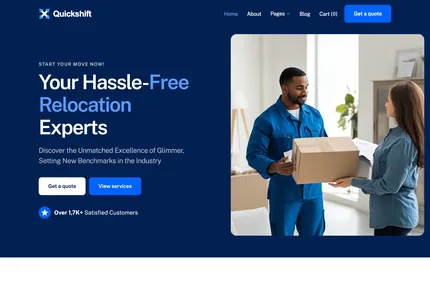 Quickshift
Home About Pages Blog Cart (0) Get a quote
START YOUR MOVE NOW!
Your Hassle-Free
Relocation
Experts
Discover the Unmatched Excellence of Glimmer,
Setting New Benchmarks in the Industry
Get a quote View services
Over 1,7K+ Satisfied Customers